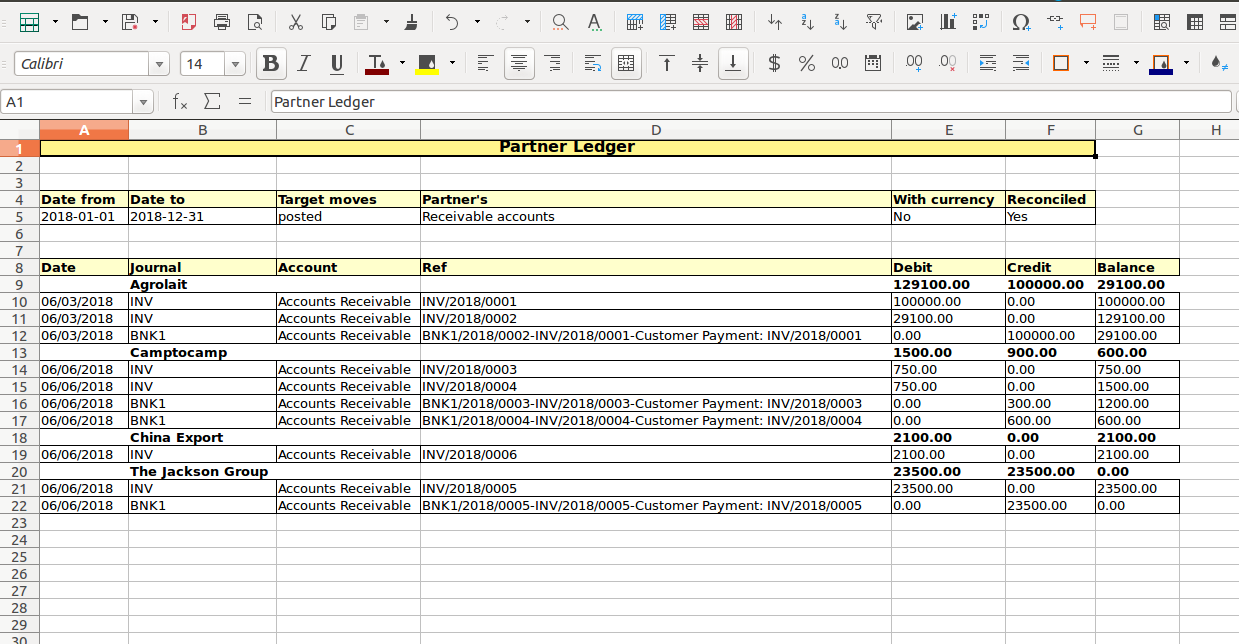 Calibri 14 B I U T $ % 0,0 .00 .00
A1 fx Σ = Partner Ledger
A B C D E F G H
1 Partner Ledger
2
3
4 Date from Date to Target moves Partner's With currency Reconciled
5 2018-01-01 2018-12-31 posted Receivable accounts No Yes
6
7
8 Date Journal Account Ref Debit Credit Balance
9 Agrolait 129100.00 100000.00 29100.00
10 06/03/2018 INV Accounts Receivable INV/2018/0001 100000.00 0.00 100000.00
11 06/03/2018 INV Accounts Receivable INV/2018/0002 29100.00 0.00 129100.00
12 06/03/2018 BNK1 Accounts Receivable BNK1/2018/0002-INV/2018/0001-Customer Payment: INV/2018/0001 0.00 100000.00 29100.00
13 Camptocamp 1500.00 900.00 600.00
14 06/06/2018 INV Accounts Receivable INV/2018/0003 750.00 0.00 750.00
15 06/06/2018 INV Accounts Receivable INV/2018/0004 750.00 0.00 1500.00
16 06/06/2018 BNK1 Accounts Receivable BNK1/2018/0003-INV/2018/0003-Customer Payment: INV/2018/0003 0.00 300.00 1200.00
17 06/06/2018 BNK1 Accounts Receivable BNK1/2018/0004-INV/2018/0004-Customer Payment: INV/2018/0004 0.00 600.00 600.00
18 China Export 2100.00 0.00 2100.00
19 06/06/2018 INV Accounts Receivable INV/2018/0006 2100.00 0.00 2100.00
20 The Jackson Group 23500.00 23500.00 0.00
21 06/06/2018 INV Accounts Receivable INV/2018/0005 23500.00 0.00 23500.00
22 06/06/2018 BNK1 Accounts Receivable BNK1/2018/0005-INV/2018/0005-Customer Payment: INV/2018/0005 0.00 23500.00 0.00
23
24
25
26
27
28
29
30